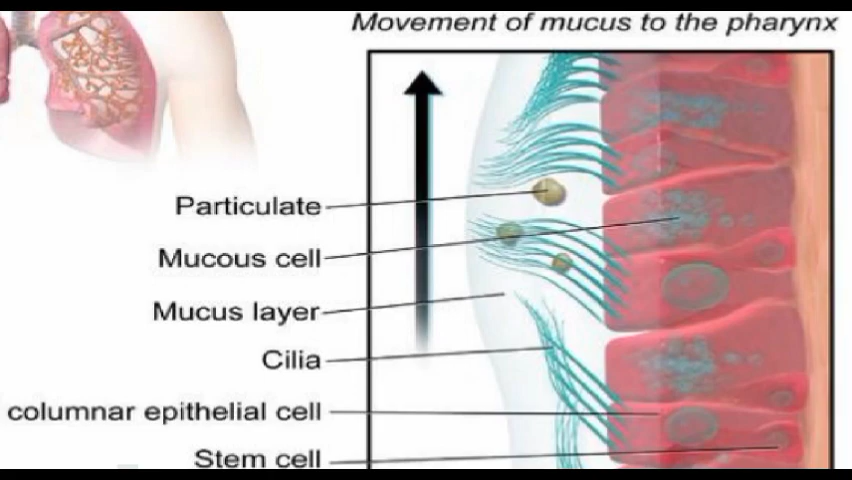 Movement of mucus to the pharynx
Particulate
Mucous cell
Mucus layer
Cilia
columnar epithelial cell
Stem cell